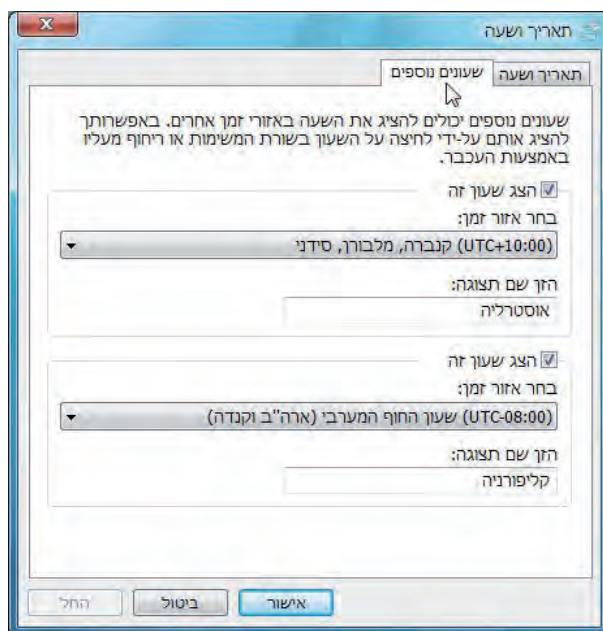 תאריך ושעה
תאריך ושעה
שעונים נוספים
שעונים נוספים יכולים להציג את השעה באזורי זמן אחרים. באפשרותך
להציג אותם על-ידי לחיצה על השעון בשורת המשימות או ריחוף מעליו
באמצעות העכבר.
הצג שעון זה
בחר אזור זמן:
(UTC+10:00) קנברה, מלבורן, סידני
הזן שם תצוגה:
אוסטרליה
הצג שעון זה
בחר אזור זמן:
(UTC-08:00) שעון החוף המערבי (ארה"ב וקנדה)
הזן שם תצוגה:
קליפורניה
אישור
ביטול
החל